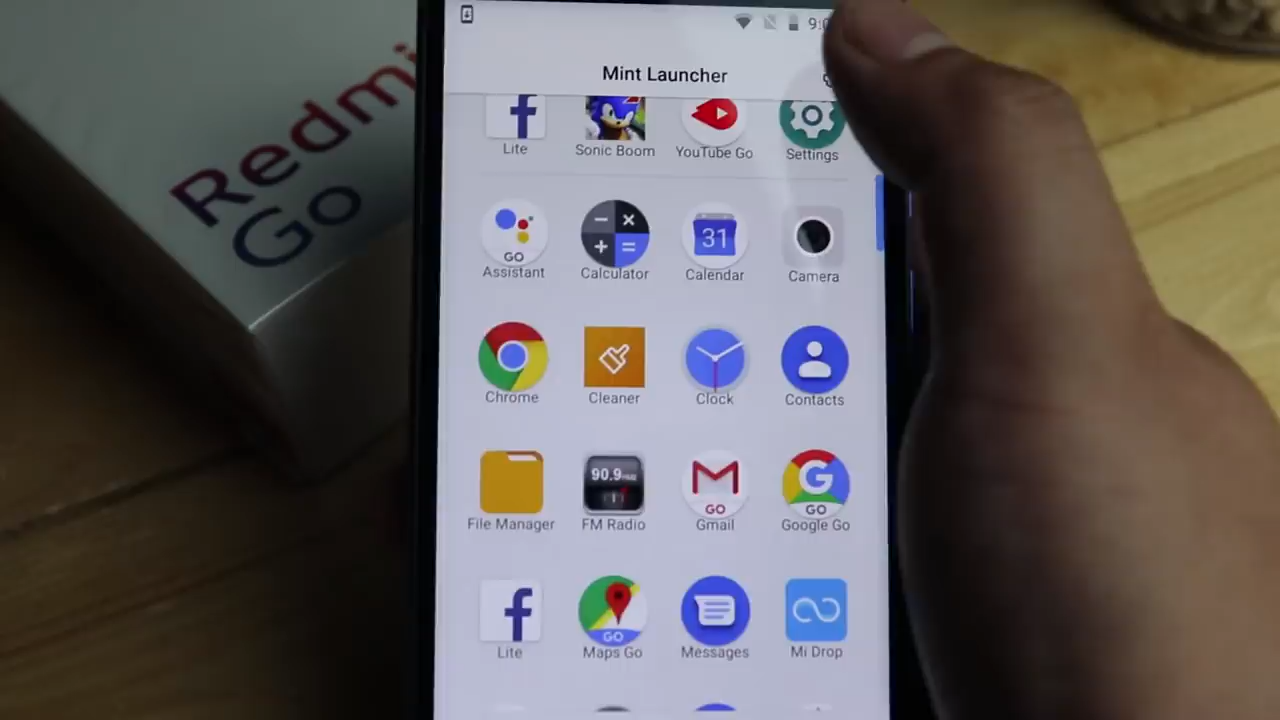 Redmi
Go
9:0
Mint Launcher
Lite
Sonic Boom
YouTube Go
Settings
GO
31
Assistant
Calculator
Calendar
Camera
Chrome
Cleaner
Clock
Contacts
90.9
GO
GO
File Manager
FM Radio
Gmail
Google Go
GO
Lite
Maps Go
Messages
Mi Drop